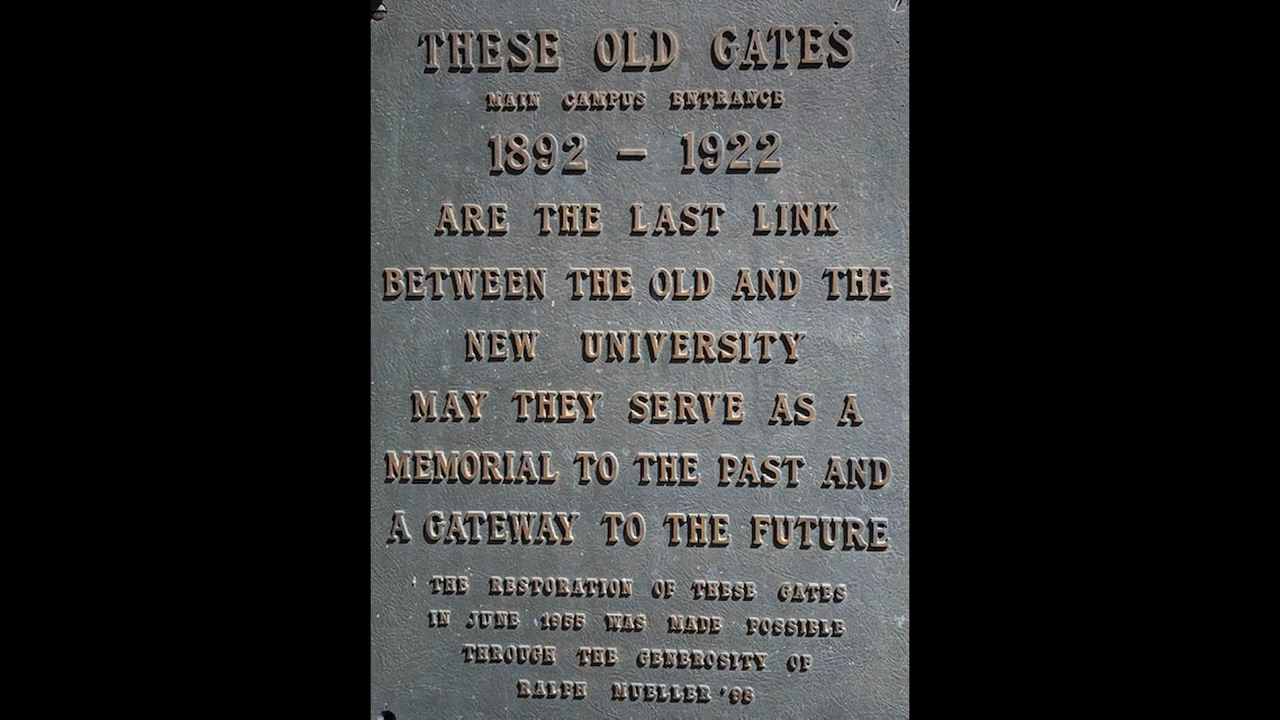 THESE OLD GATES
MAIN CAMPUS ENTRANCE
1892 - 1922
ARE THE LAST LINK
BETWEEN THE OLD AND THE
NEW UNIVERSITY
MAY THEY SERVE AS A
MEMORIAL TO THE PAST AND
A GATEWAY TO THE FUTURE
THE RESTORATION OF THESE GATES
IN JUNE 1955 WAS MADE POSSIBLE
THROUGH THE GENEROSITY OF
RALPH MUELLER